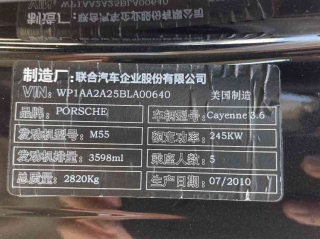 制造厂:联合汽车企业股份有限公司
VIN: WP1AA2A25BLA00640 美国制造
品牌: PORSCHE 车辆型号: Cayenne 3.6
发动机型号: M55 额定功率: 245KW
发动机排量: 3598ml 乘座人数: 5
总质量: 2820Kg 生产日期: 07/2010